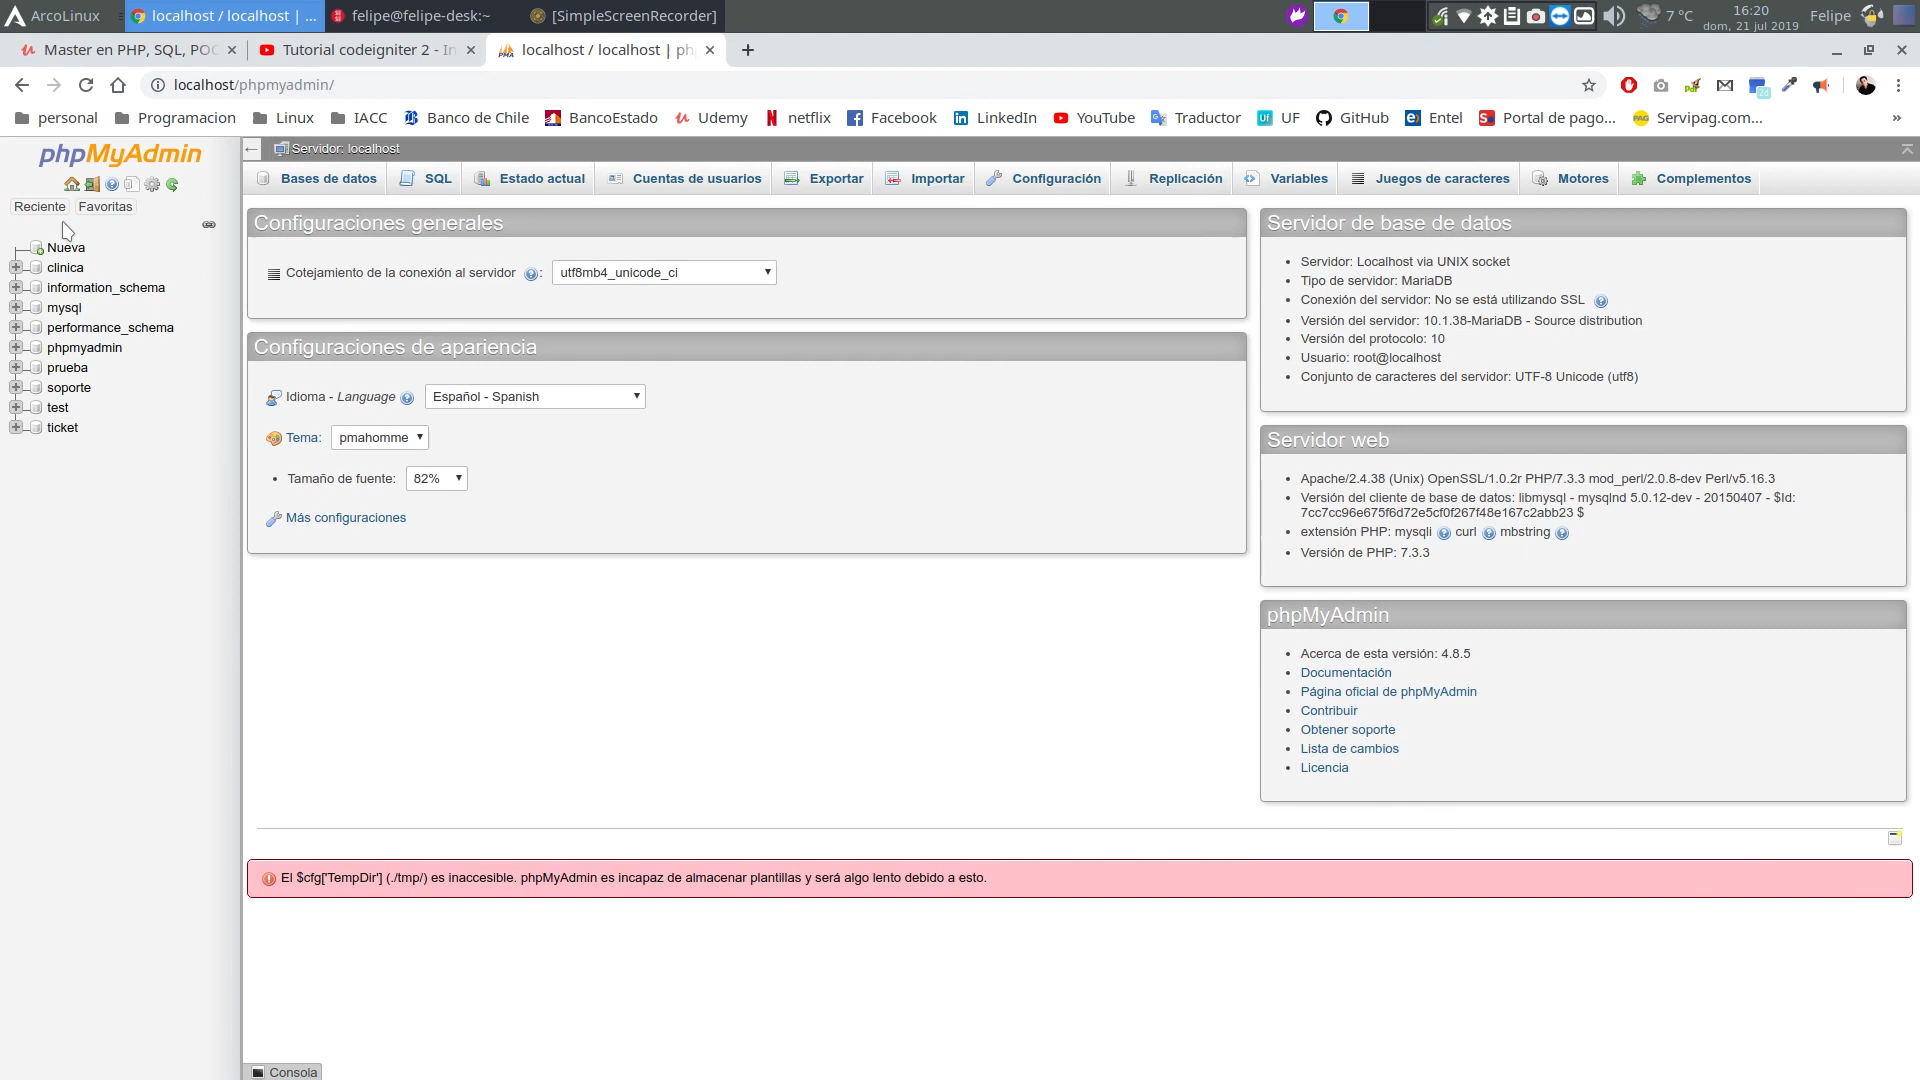 ArcoLinux
localhost / localhost | ...
felipe@felipe-desk:~
[SimpleScreenRecorder]
7 °C
16:20
dom, 21 jul 2019
Felipe
Master en PHP, SQL, POO
Tutorial codeigniter 2 - In
localhost / localhost | ph
localhost/phpmyadmin/
personal
Programacion
Linux
IACC
Banco de Chile
BancoEstado
Udemy
netflix
Facebook
LinkedIn
YouTube
Traductor
UF
GitHub
Entel
Portal de pago...
Servipag.com...
phpMyAdmin
Reciente
Favoritas
Nueva
clinica
information_schema
mysql
performance_schema
phpmyadmin
prueba
soporte
test
ticket
Servidor: localhost
Bases de datos
SQL
Estado actual
Cuentas de usuarios
Exportar
Importar
Configuración
Replicación
Variables
Juegos de caracteres
Motores
Complementos
Configuraciones generales
Cotejamiento de la conexión al servidor : utf8mb4_unicode_ci
Configuraciones de apariencia
Idioma - Language Español - Spanish
Tema: pmahomme
Tamaño de fuente: 82%
Más configuraciones
Servidor de base de datos
Servidor: Localhost via UNIX socket
Tipo de servidor: MariaDB
Conexión del servidor: No se está utilizando SSL
Versión del servidor: 10.1.38-MariaDB - Source distribution
Versión del protocolo: 10
Usuario: root@localhost
Conjunto de caracteres del servidor: UTF-8 Unicode (utf8)
Servidor web
Apache/2.4.38 (Unix) OpenSSL/1.0.2r PHP/7.3.3 mod_perl/2.0.8-dev Perl/v5.16.3
Versión del cliente de base de datos: libmysql - mysqlnd 5.0.12-dev - 20150407 - $Id:
7cc7cc96e675f6d72e5cf0f267f48e167c2abb23 $
extensión PHP: mysqli curl mbstring
Versión de PHP: 7.3.3
phpMyAdmin
Acerca de esta versión: 4.8.5
Documentación
Página oficial de phpMyAdmin
Contribuir
Obtener soporte
Lista de cambios
Licencia
El $cfg['TempDir'] (./tmp/) es inaccesible. phpMyAdmin es incapaz de almacenar plantillas y será algo lento debido a esto.
Consola